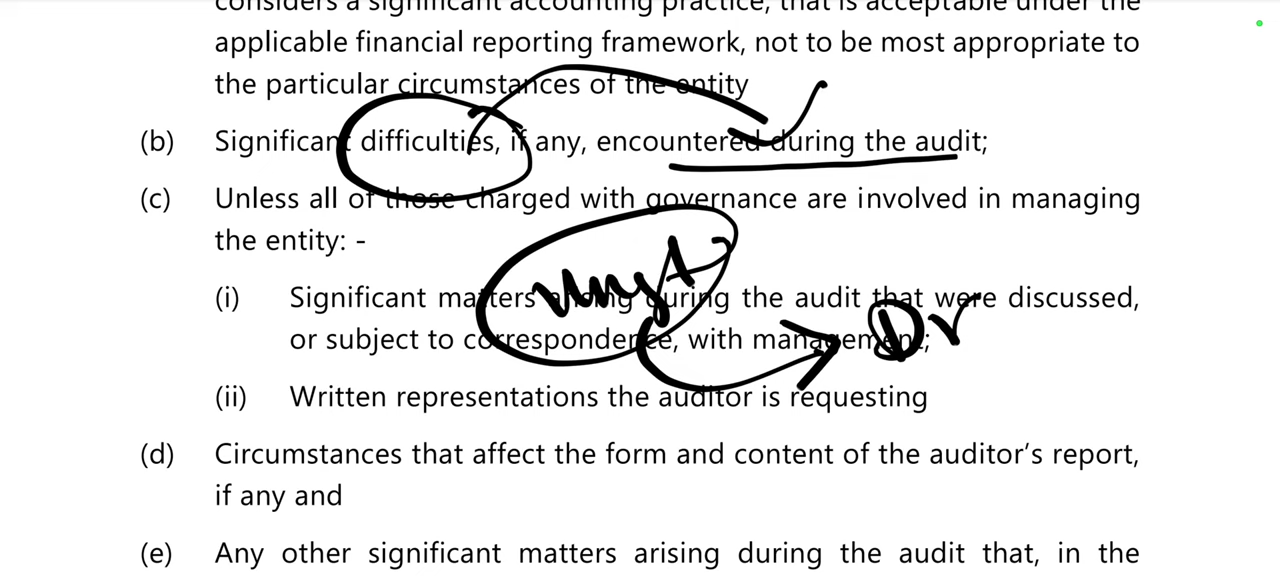 considers a significant accounting practice, that is acceptable under the
applicable financial reporting framework, not to be most appropriate to
the particular circumstances of the entity
(b) Significant difficulties, if any, encountered during the audit;
(c) Unless all of those charged with governance are involved in managing
the entity: -
(i) Significant matters arising during the audit that were discussed,
or subject to correspondence, with management;
(ii) Written representations the auditor is requesting
(d) Circumstances that affect the form and content of the auditor's report,
if any and
(e) Any other significant matters arising during the audit that, in the